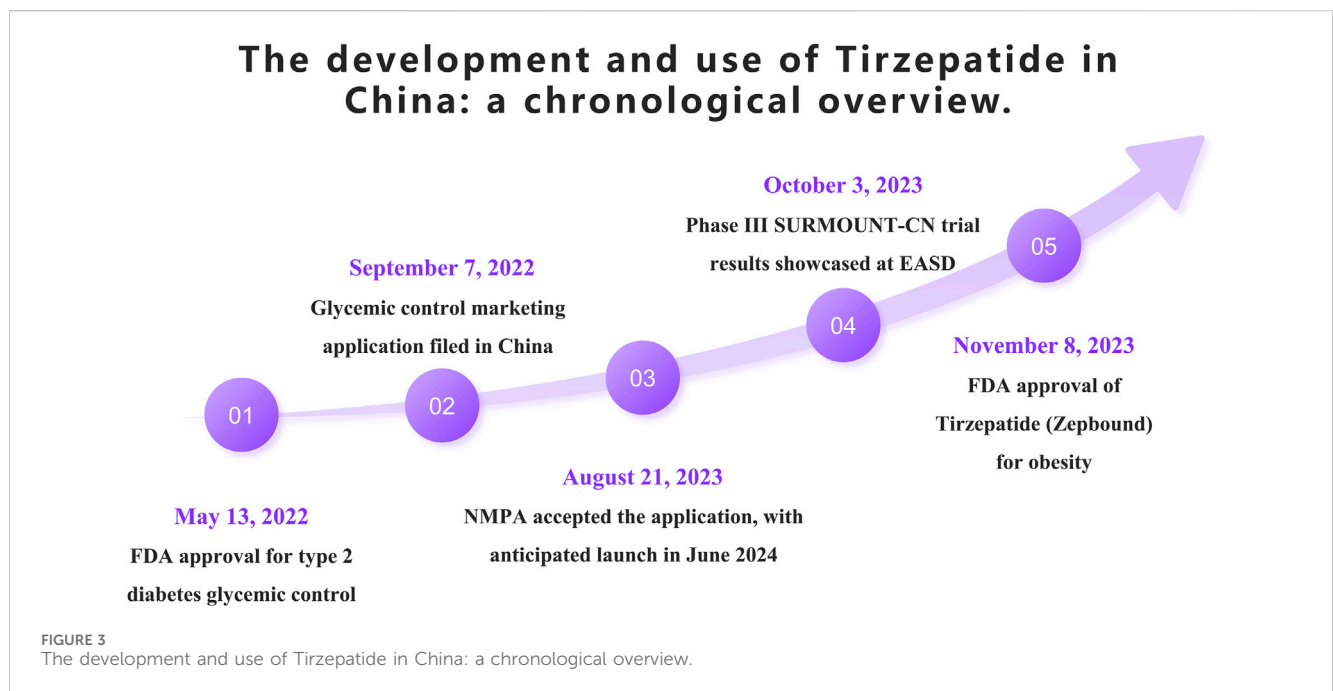 The development and use of Tirzepatide in
China: a chronological overview.
01
May 13, 2022
FDA approval for type 2
diabetes glycemic control
September 7, 2022
Glycemic control marketing
application filed in China
02
03
August 21, 2023
NMPA accepted the application, with
anticipated launch in June 2024
October 3, 2023
Phase III SURMOUNT-CN trial
results showcased at EASD
04
05
November 8, 2023
FDA approval of
Tirzepatide (Zepbound)
for obesity
FIGURE 3
The development and use of Tirzepatide in China: a chronological overview.